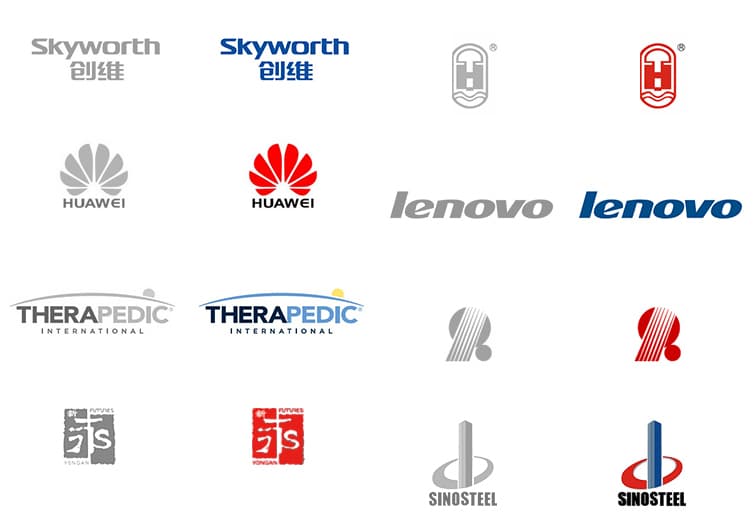 Skyworth
创维
Skyworth
创维
®
H
®
H
HUAWEI
HUAWEI
lenovo
lenovo
THERAPEDIC®
INTERNATIONAL
THERAPEDIC®
INTERNATIONAL
FUTURES
YONGAN
FUTURES
YONGAN
SINOSTEEL
SINOSTEEL